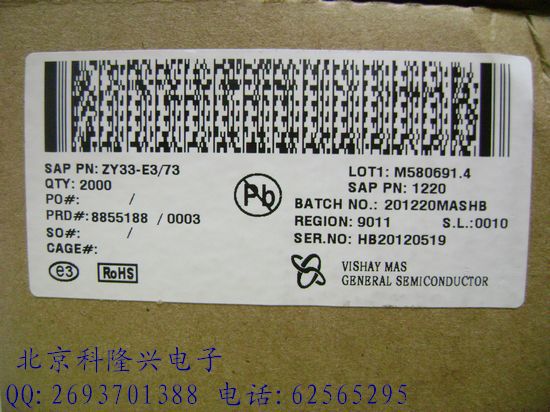 SAP PN: ZY33-E3/73
QTY: 2000
PO#: /
PRD#: 8855188 / 0003
SO#: /
CAGE#:
e3
RoHS
Pb
LOT1: M580691.4
SAP PN: 1220
BATCH NO.: 201220MASHB
REGION: 9011 S.L.:0010
SER.NO: HB20120519
VISHAY MAS
GENERAL SEMICONDUCTOR
北京科隆兴电子
QQ:2693701388 电话:62565295